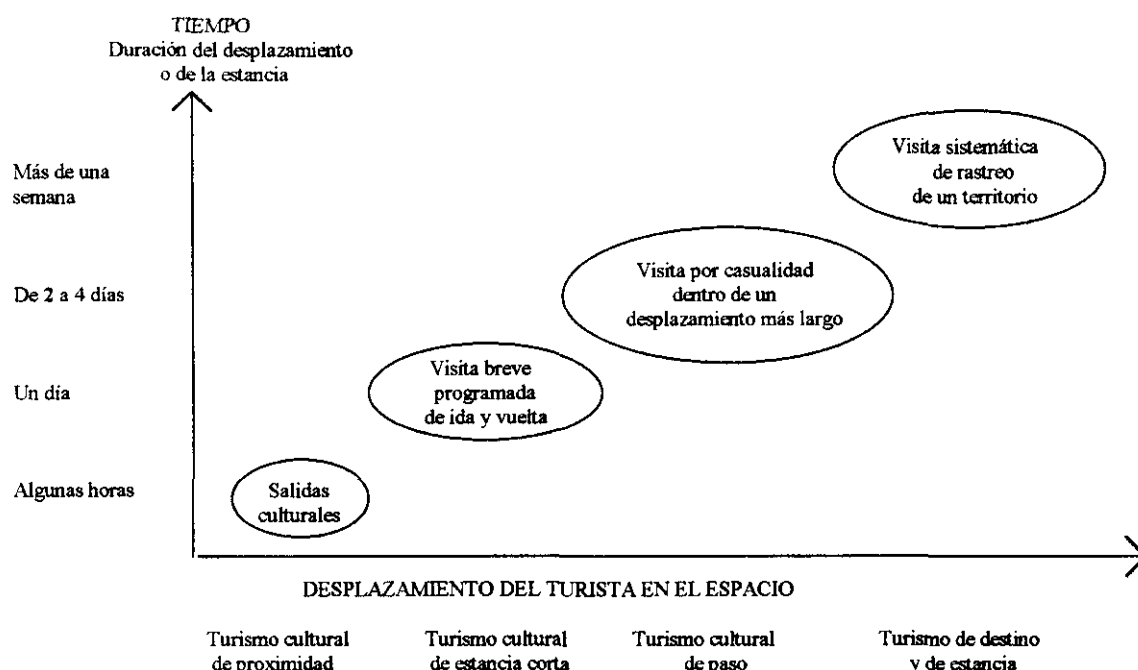 TIEMPO
Duración del desplazamiento
o de la estancia
Más de una
semana
Visita sistemática
de rastreo
de un territorio
De 2 a 4 días
Visita por casualidad
dentro de un
desplazamiento más largo
Un día
Visita breve
programada
de ida y vuelta
Algunas horas
Salidas
culturales
DESPLAZAMIENTO DEL TURISTA EN EL ESPACIO
Turismo cultural
de proximidad
Turismo cultural
de estancia corta
Turismo cultural
de paso
Turismo de destino
y de estancia